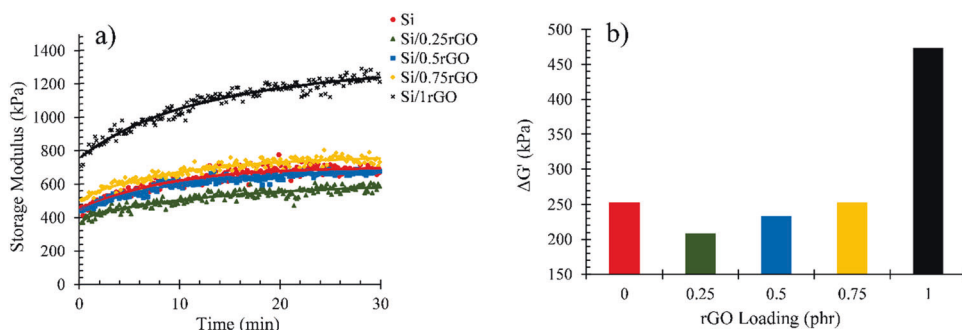 a)
Si
Si/0.25rGO
Si/0.5rGO
Si/0.75rGO
Si/1rGO
Storage Modulus (kPa)
1400
1200
1000
800
600
400
200
0
0
10
20
30
Time (min)
b)
ΔG' (kPa)
500
450
400
350
300
250
200
150
0
0.25
0.5
0.75
1
rGO Loading (phr)